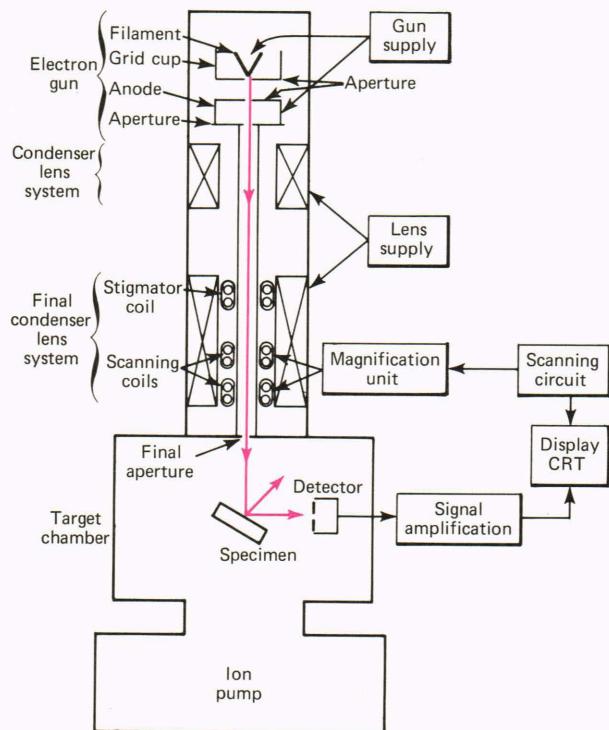 Filament
Grid cup
Electron
gun
Anode
Aperture
Gun
supply
Aperture
Condenser
lens
system
Lens
supply
Stigmator
coil
Final
condenser
lens
system
Scanning
coils
Magnification
unit
Scanning
circuit
Display
CRT
Final
aperture
Detector
Signal
amplification
Target
chamber
Specimen
Ion
pump